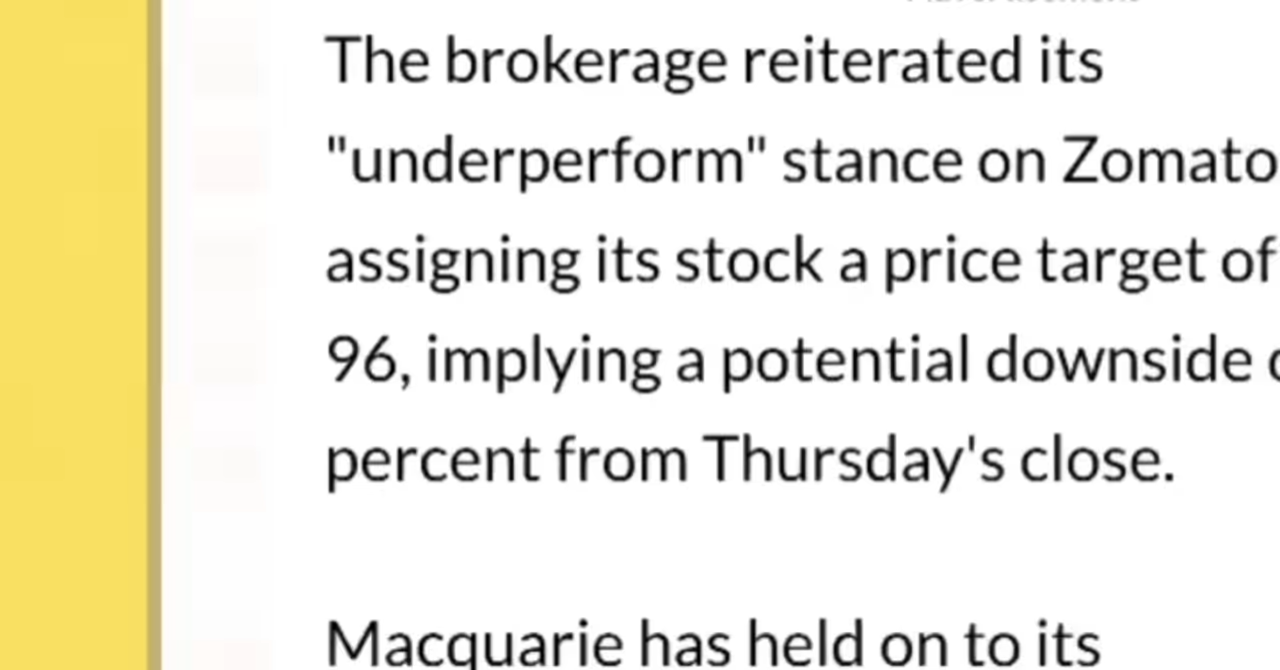 The brokerage reiterated its
"underperform" stance on Zomato
assigning its stock a price target of
96, implying a potential downside
percent from Thursday's close.
Macquarie has held on to its